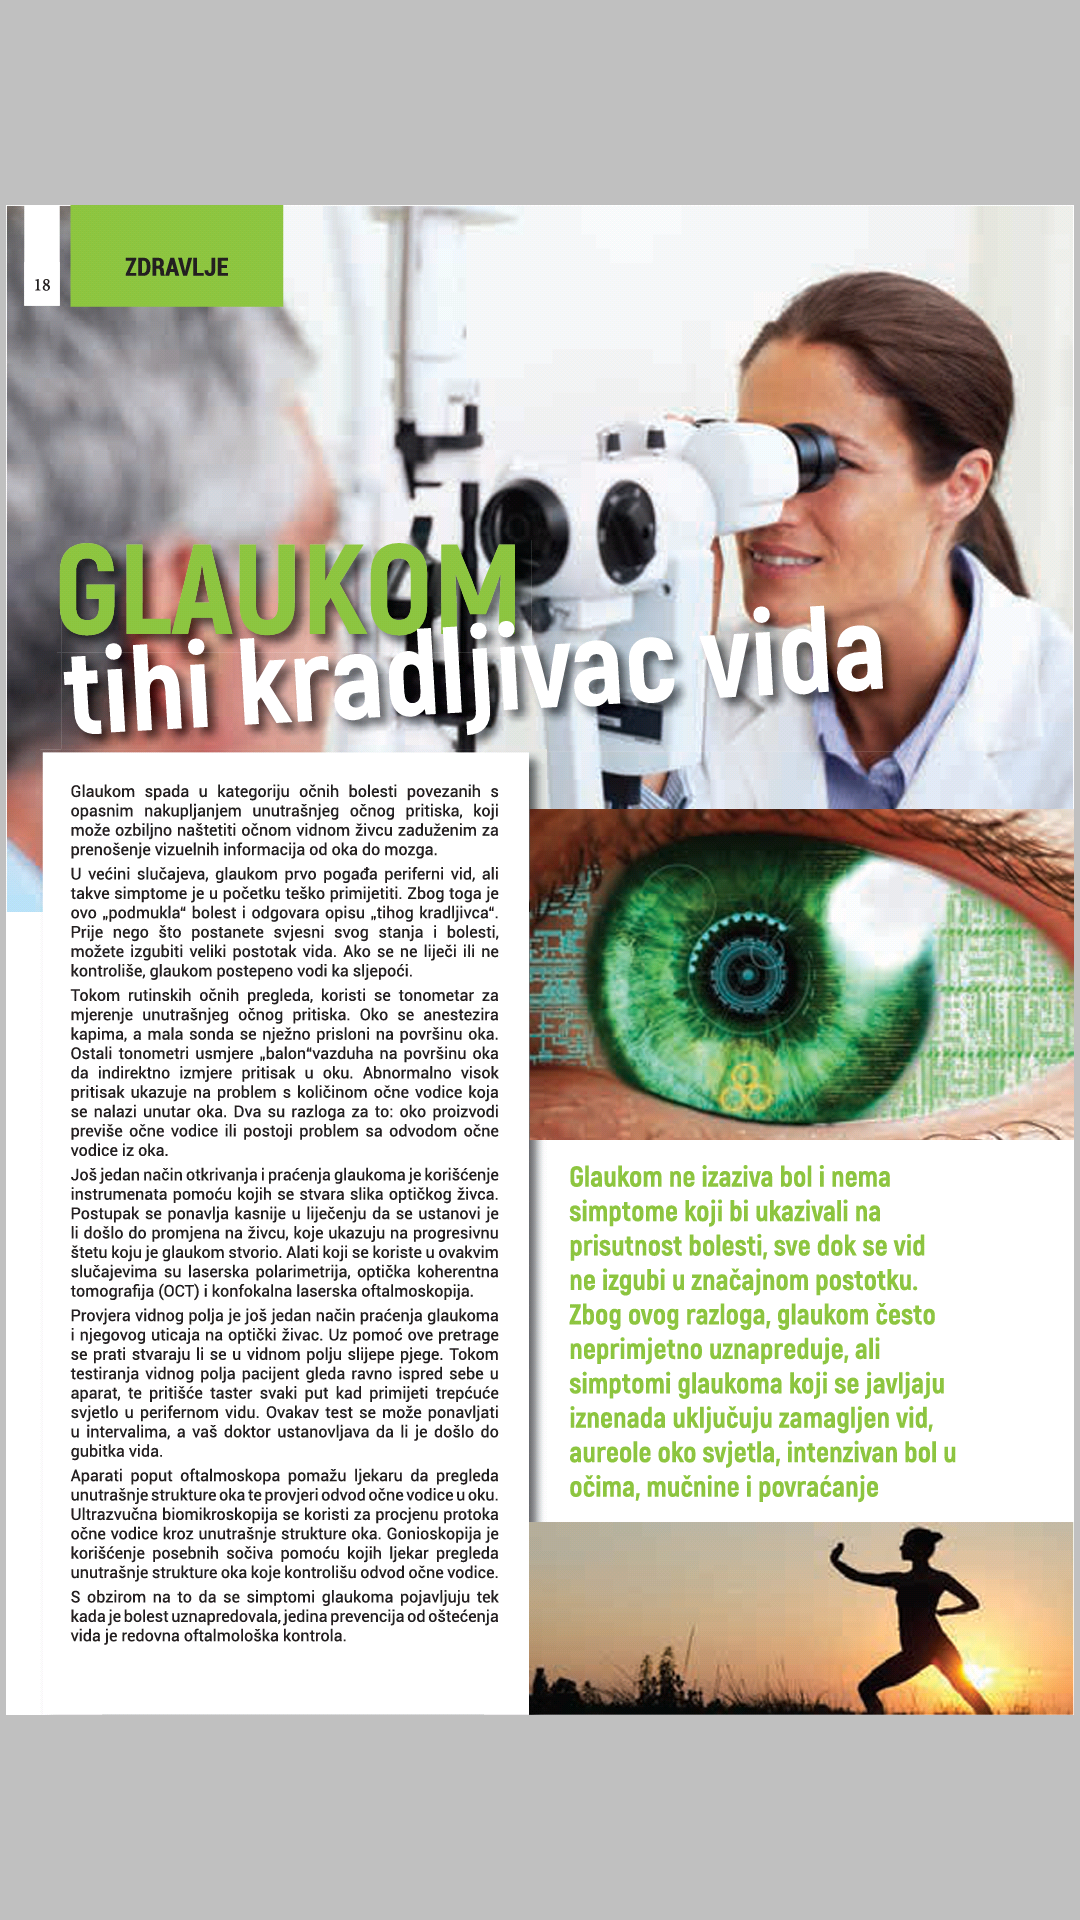 18
ZDRAVLJE
GLAUKOM
tihi kradljivac vida
Glaukom spada u kategoriju očnih bolesti povezanih s
opasnim nakupljanjem unutrašnjeg očnog pritiska, koji
može ozbiljno naštetiti očnom vidnom živcu zaduženim za
prenošenje vizuelnih informacija od oka do mozga.
U većini slučajeva, glaukom prvo pogađa periferni vid, ali
takve simptome je u početku teško primijetiti. Zbog toga je
ovo „podmukla“ bolest i odgovara opisu „tihog kradljivca“.
Prije nego što postanete svjesni svog stanja i bolesti,
možete izgubiti veliki postotak vida. Ako se ne liječi ili ne
kontroliše, glaukom postepeno vodi ka sljepoći.
Tokom rutinskih očnih pregleda, koristi se tonometar za
mjerenje unutrašnjeg očnog pritiska. Oko se anestezira
kapima, a mala sonda se nježno prisloni na površinu oka.
Ostali tonometri usmjere „balon“vazduha na površinu oka
da indirektno izmjere pritisak u oku. Abnormalno visok
pritisak ukazuje na problem s količinom očne vodice koja
se nalazi unutar oka. Dva su razloga za to: oko proizvodi
previše očne vodice ili postoji problem sa odvodom očne
vodice iz oka.
Još jedan način otkrivanja i praćenja glaukoma je korišćenje
instrumenata pomoću kojih se stvara slika optičkog živca.
Postupak se ponavlja kasnije u liječenju da se ustanovi je
li došlo do promjena na živcu, koje ukazuju na progresivnu
štetu koju je glaukom stvorio. Alati koji se koriste u ovakvim
slučajevima su laserska polarimetrija, optička koherentna
tomografija (OCT) i konfokalna laserska oftalmoskopija.
Provjera vidnog polja je još jedan način praćenja glaukoma
i njegovog uticaja na optički živac. Uz pomoć ove pretrage
se prati stvaraju li se u vidnom polju slijepe pjege. Tokom
testiranja vidnog polja pacijent gleda ravno ispred sebe u
aparat, te pritišće taster svaki put kad primijeti trepćuće
svjetlo u perifernom vidu. Ovakav test se može ponavljati
u intervalima, a vaš doktor ustanovljava da li je došlo do
gubitka vida.
Aparati poput oftalmoskopa pomažu ljekaru da pregleda
unutrašnje strukture oka te provjeri odvod očne vodice u oku.
Ultrazvučna biomikroskopija se koristi za procjenu protoka
očne vodice kroz unutrašnje strukture oka. Gonioskopija je
korišćenje posebnih sočiva pomoću kojih ljekar pregleda
unutrašnje strukture oka koje kontrolišu odvod očne vodice.
S obzirom na to da se simptomi glaukoma pojavljuju tek
kada je bolest uznapredovala, jedina prevencija od oštećenja
vida je redovna oftalmološka kontrola.
Glaukom ne izaziva bol i nema
simptome koji bi ukazivali na
prisutnost bolesti, sve dok se vid
ne izgubi u značajnom postotku.
Zbog ovog razloga, glaukom često
neprimjetno uznapreduje, ali
simptomi glaukoma koji se javljaju
iznenada uključuju zamagljen vid,
aureole oko svjetla, intenzivan bol u
očima, mučnine i povraćanje